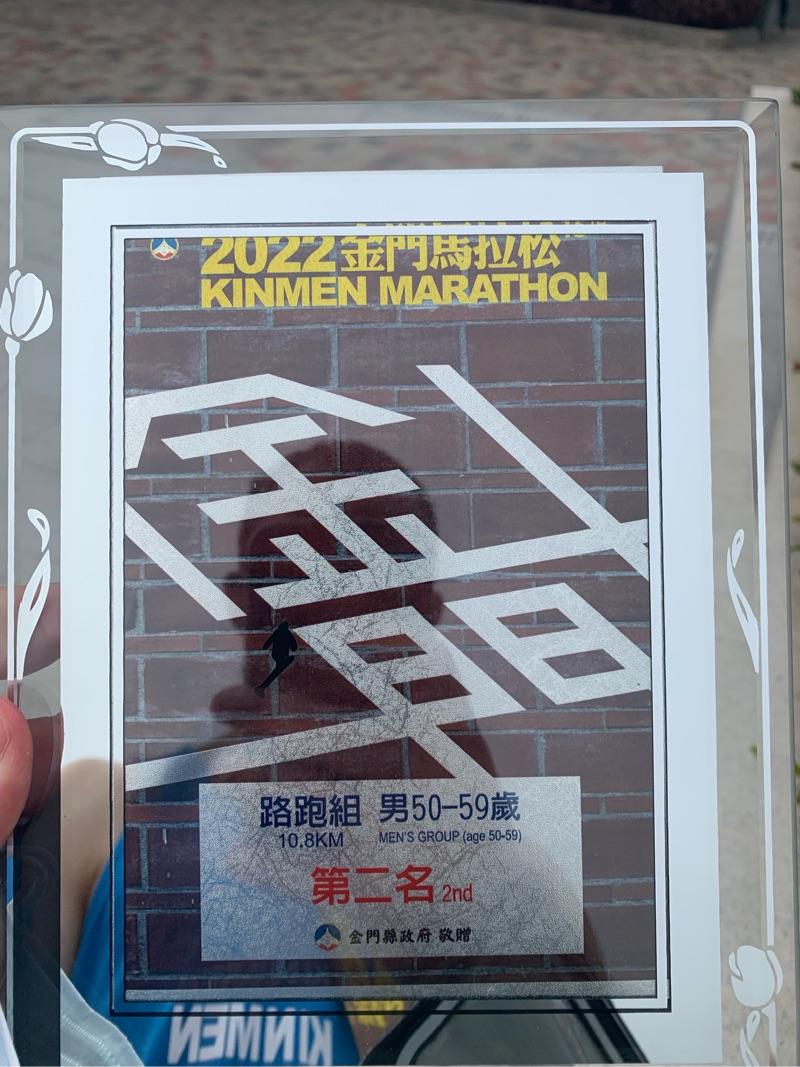 2022金門馬拉松
KINMEN MARATHON
金門
路跑組 男50-59歲
10.8KM MEN'S GROUP (age 50-59)
第二名 2nd
金門縣政府 敬贈
KINMEN